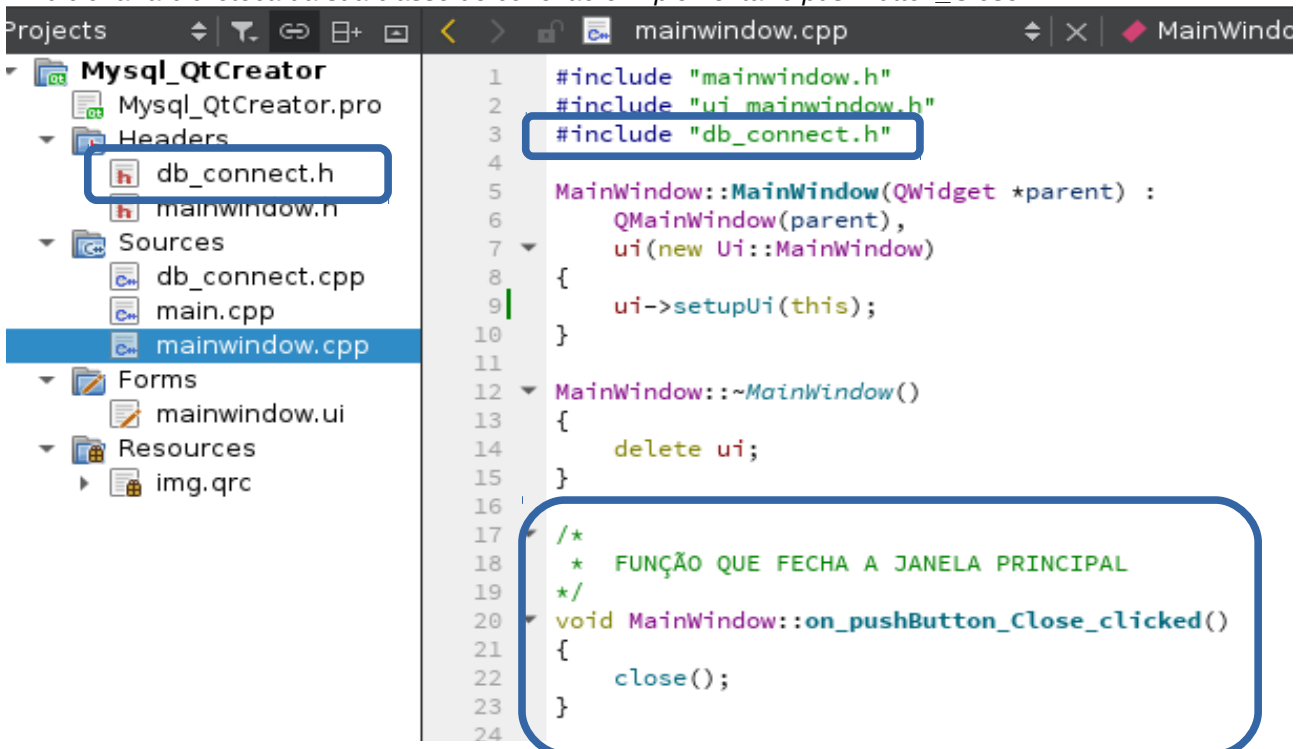 Projects
Mysql_QtCreator
Mysql_QtCreator.pro
Headers
db_connect.h
mainwindow.h
Sources
db_connect.cpp
main.cpp
mainwindow.cpp
Forms
mainwindow.ui
Resources
img.qrc
mainwindow.cpp MainWindo
1 #include "mainwindow.h"
2 #include "ui_mainwindow.h"
3 #include "db_connect.h"
4
5 MainWindow::MainWindow(QWidget *parent) :
6 QMainWindow(parent),
7 ui(new Ui::MainWindow)
8 {
9 ui->setupUi(this);
10 }
11
12 MainWindow::~MainWindow()
13 {
14 delete ui;
15 }
16
17 /*
18 * FUNÇÃO QUE FECHA A JANELA PRINCIPAL
19 */
20 void MainWindow::on_pushButton_Close_clicked()
21 {
22 close();
23 }
24